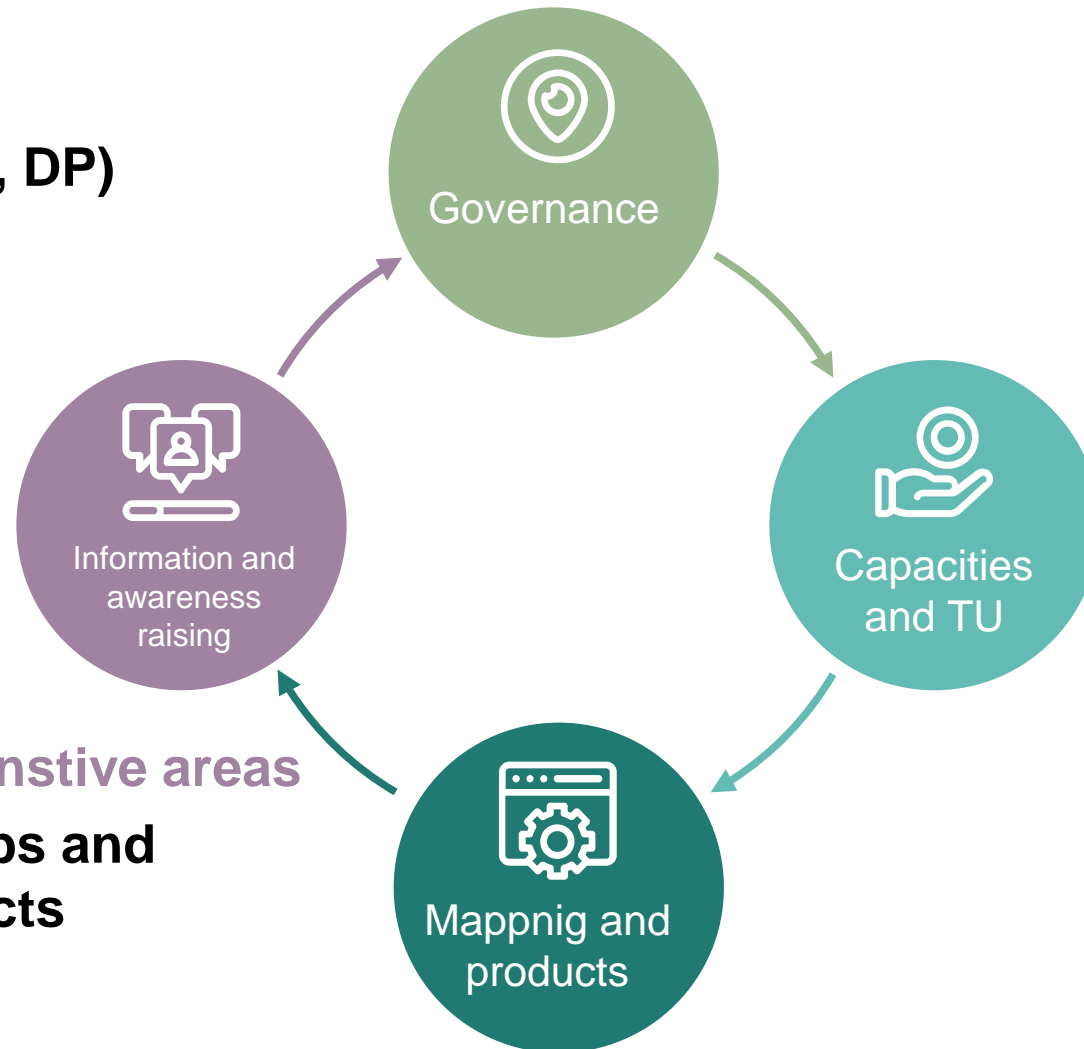 , DP)
Governance
Information and
awareness
raising
Capacities
and TU
nstive areas
ps and
cts
Mappnig and
products